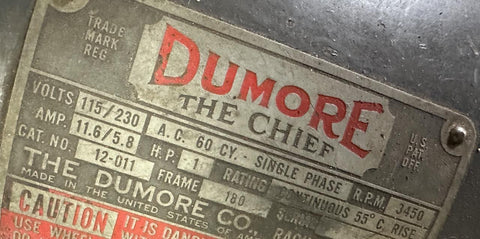 TRADE
MARK
REG
DUMORE
THE CHIEF
U.S.
PAT.
OFF.
VOLTS 115/230 A.C. 60 CY.- SINGLE PHASE R.P.M. 3450
AMP. 11.6/5.8 H.P. 1 RATING CONTINUOUS 55°C. RISE
CAT. NO. 12-011 FRAME 180
THE DUMORE CO.,
MADE IN THE UNITED STATES OF
CAUTION IT IS
USE